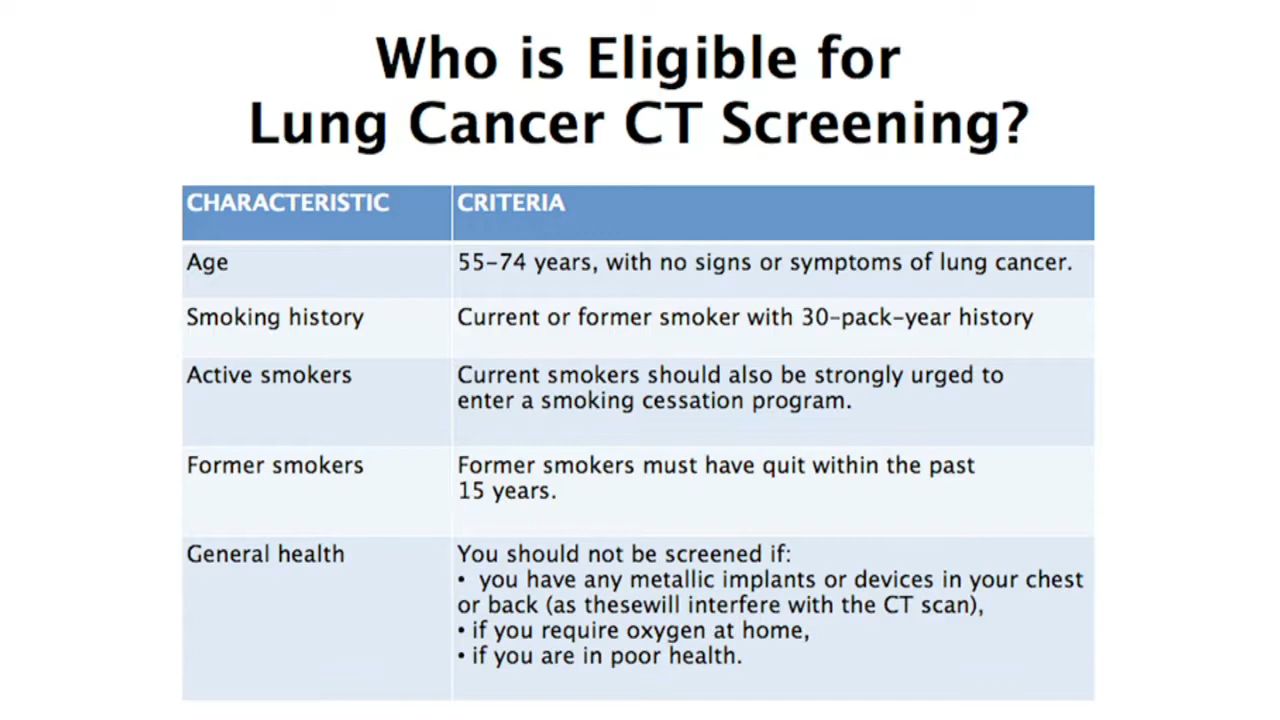 Who is Eligible for
Lung Cancer CT Screening?
CHARACTERISTIC CRITERIA
Age 55–74 years, with no signs or symptoms of lung cancer.
Smoking history Current or former smoker with 30-pack-year history
Active smokers Current smokers should also be strongly urged to
enter a smoking cessation program.
Former smokers Former smokers must have quit within the past
15 years.
General health You should not be screened if:
• you have any metallic implants or devices in your chest
or back (as thesewill interfere with the CT scan),
• if you require oxygen at home,
• if you are in poor health.